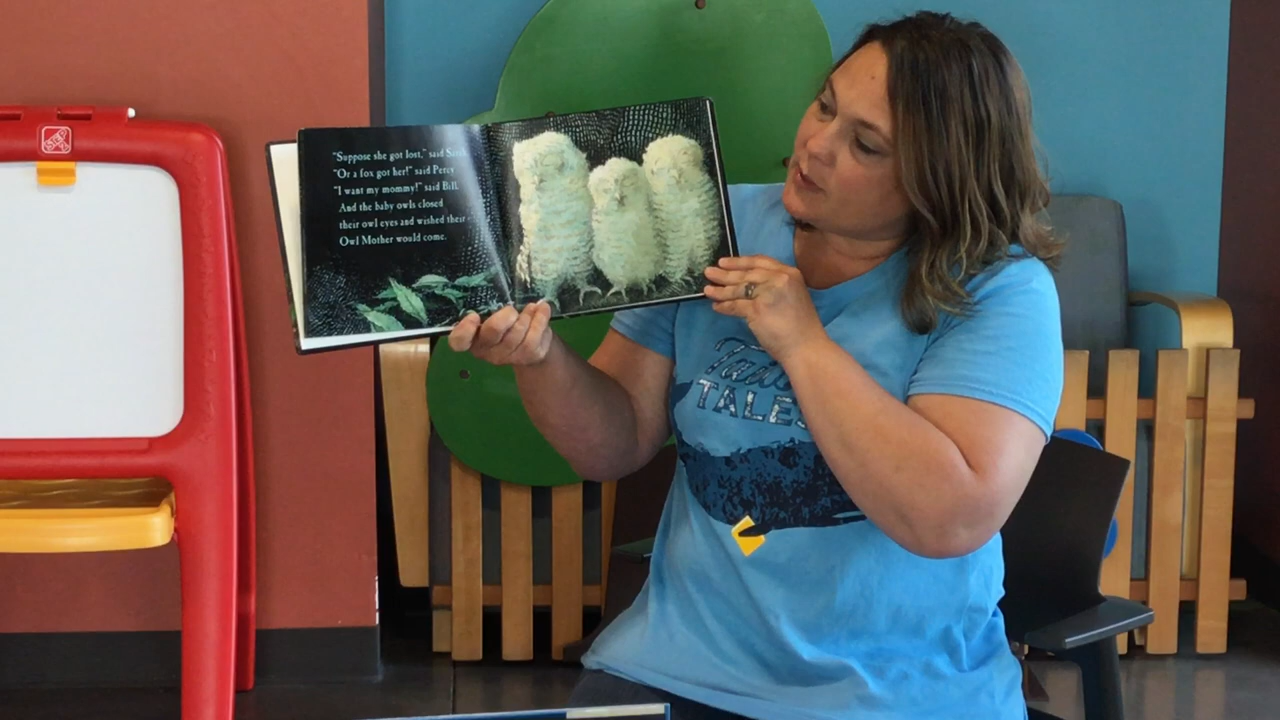 "Suppose she got lost," said Sarah.
"Or a fox got her!" said Percy
"I want my mommy!" said Bill.
And the baby owls closed
their owl eyes and wished their
Owl Mother would come.
TALES